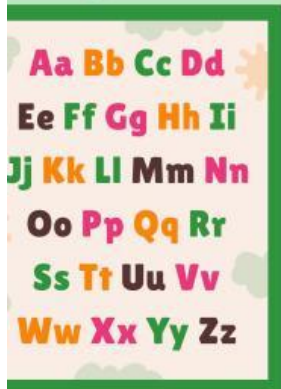 Aa Bb Cc Dd
Ee Ff Gg Hh Ii
Jj Kk Ll Mm Nn
Oo Pp Qq Rr
Ss Tt Uu Vv
Ww Xx Yy Zz